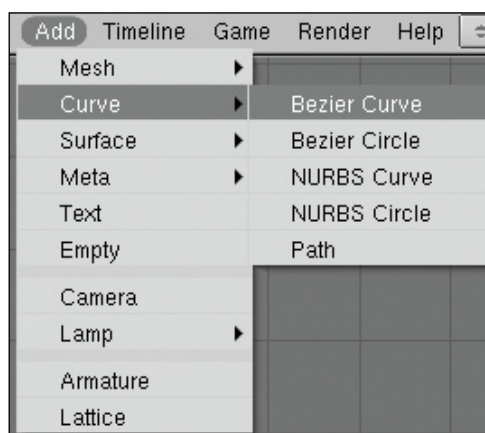 Add Timeline Game Render Help
Mesh
Curve
Surface
Meta
Text
Empty
Camera
Lamp
Armature
Lattice
Bezier Curve
Bezier Circle
NURBS Curve
NURBS Circle
Path